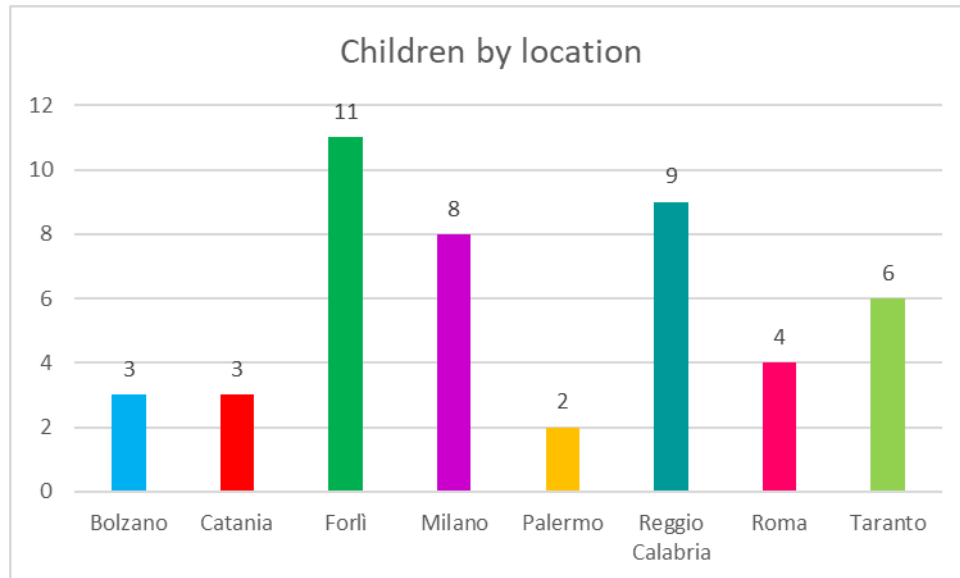 Children by location
12
10
8
6
4
2
0
3
3
11
8
2
9
4
6
Bolzano
Catania
Forlì
Milano
Palermo
Reggio
Calabria
Roma
Taranto